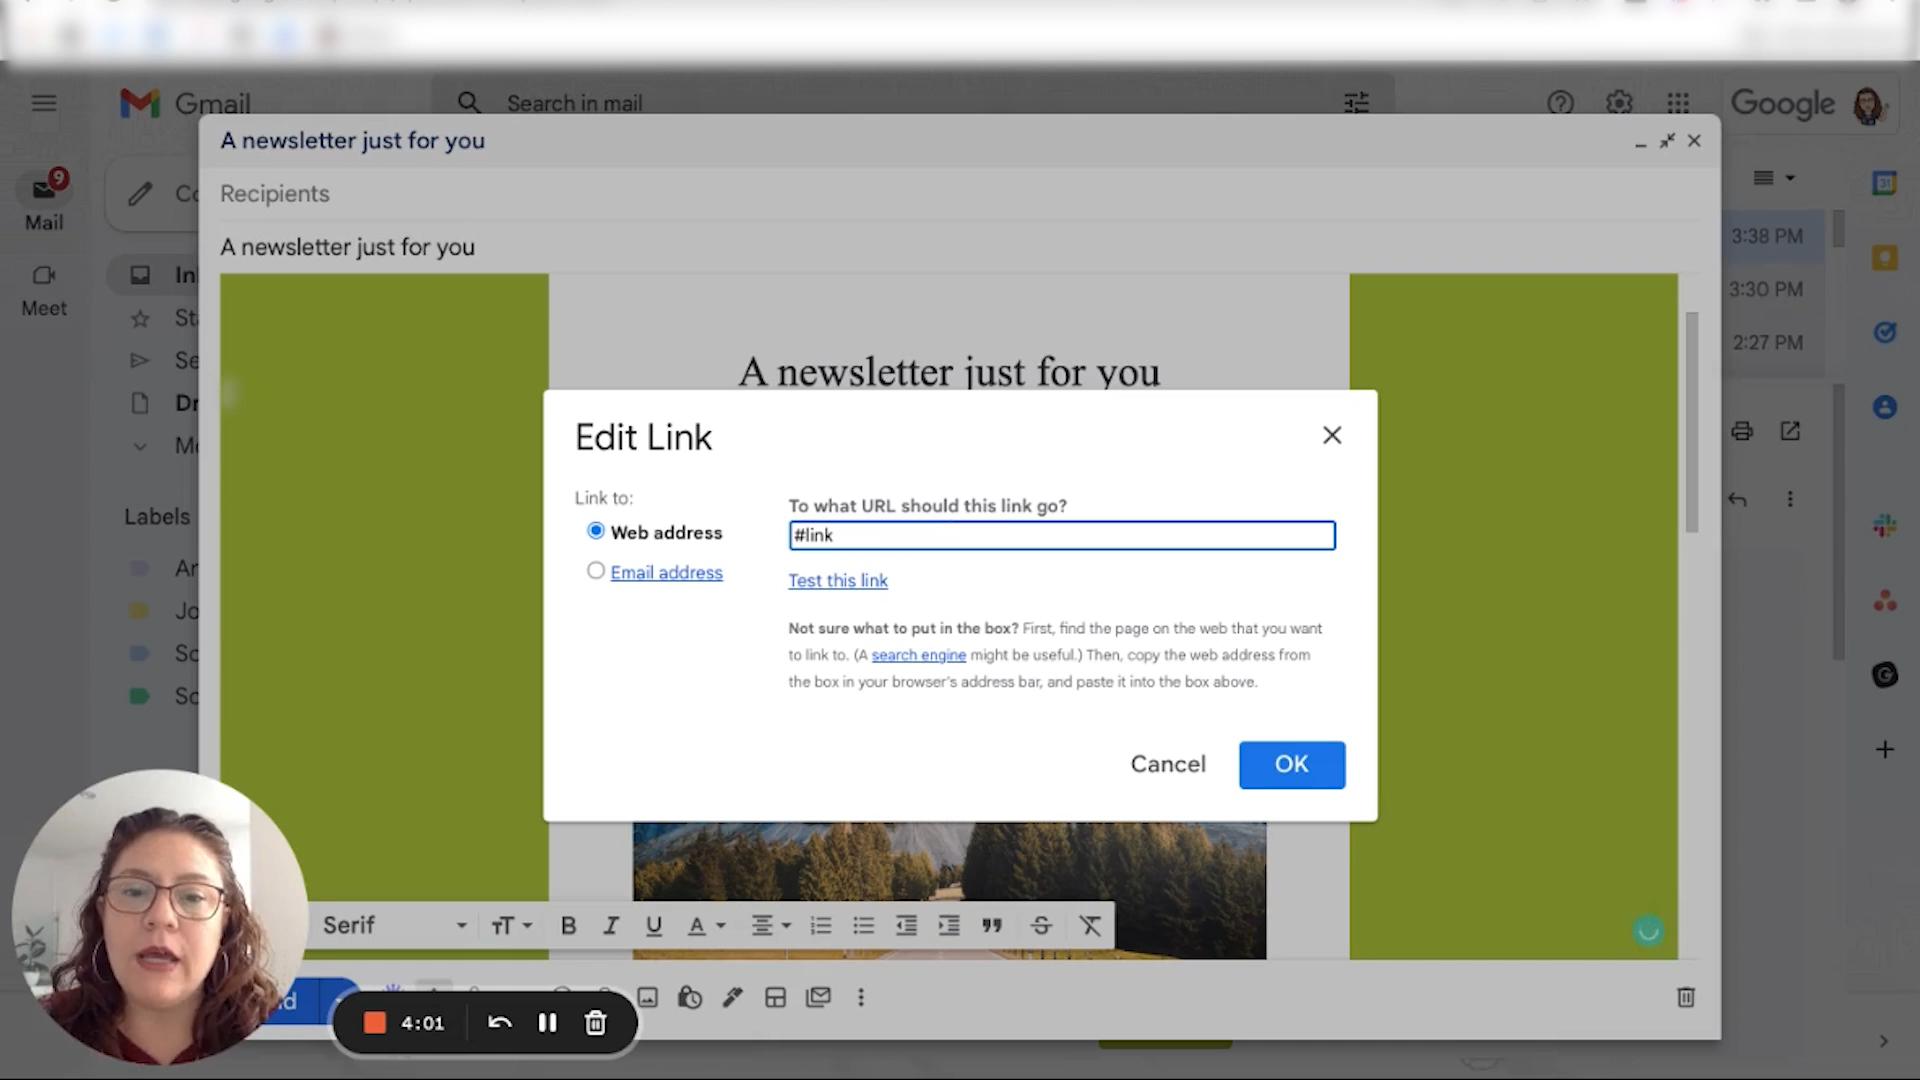 Gmail
Search in mail
Google
A newsletter just for you
9
Mail
Recipients
31
A newsletter just for you
3:38 PM
3:30 PM
Meet
2:27 PM
A newsletter just for you
Edit Link
Link to:
To what URL should this link go?
Web address
#link
Email address
Test this link
Labels
Not sure what to put in the box? First, find the page on the web that you want
to link to. (A search engine might be useful.) Then, copy the web address from
the box in your browser's address bar, and paste it into the box above.
Cancel
OK
Serif
4:01